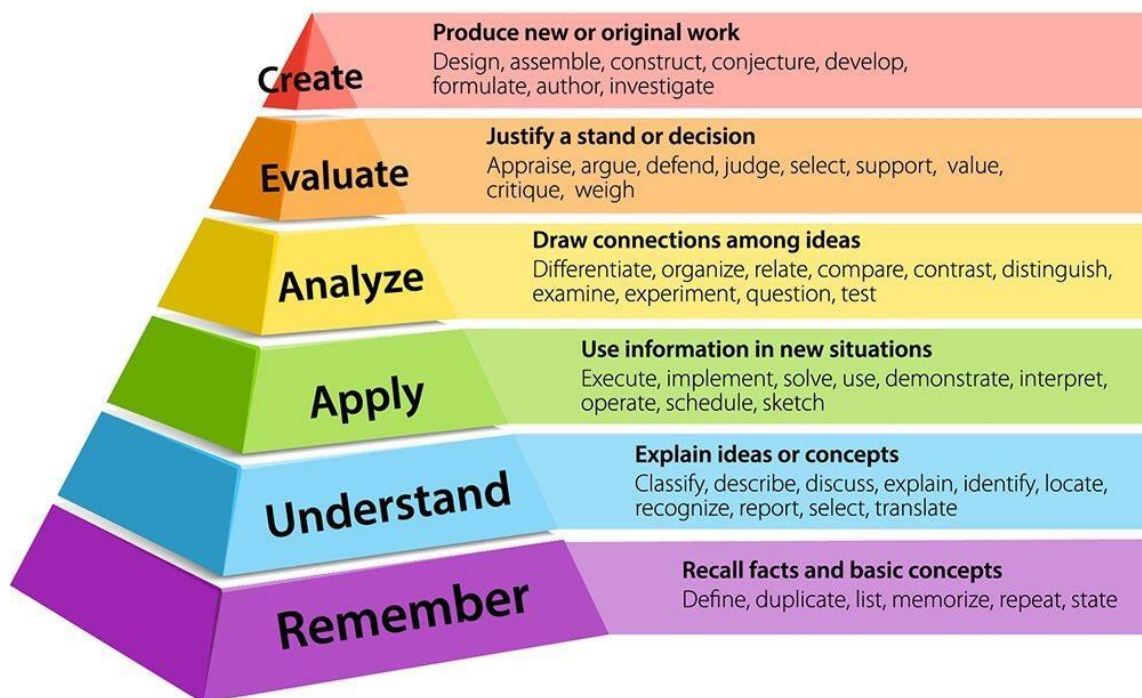 Create
Produce new or original work
Design, assemble, construct, conjecture, develop,
formulate, author, investigate
Evaluate
Justify a stand or decision
Appraise, argue, defend, judge, select, support, value,
critique, weigh
Analyze
Draw connections among ideas
Differentiate, organize, relate, compare, contrast, distinguish,
examine, experiment, question, test
Apply
Use information in new situations
Execute, implement, solve, use, demonstrate, interpret,
operate, schedule, sketch
Understand
Explain ideas or concepts
Classify, describe, discuss, explain, identify, locate,
recognize, report, select, translate
Remember
Recall facts and basic concepts
Define, duplicate, list, memorize, repeat, state